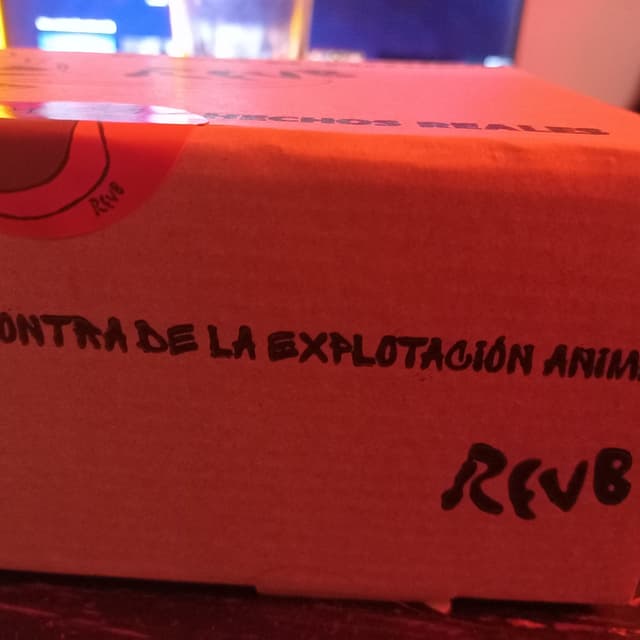 HECHOS REALES
REVB
ONTRA DE LA EXPLOTACIÓN ANIM
REVB